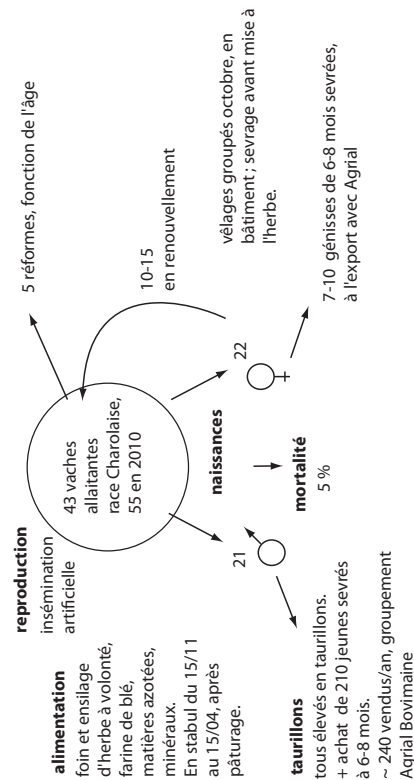 reproduction
insémination
artificielle
alimentation
foin et ensilage
d'herbe à volonté,
farine de blé,
matières azotées,
minéraux.
En stabul du 15/11
au 15/04, après
pâturage.
43 vaches
allaitantes
race Charolaise,
55 en 2010
5 réformes, fonction de l'âge
10-15
en renouvellement
vêlages groupés octobre, en
bâtiment ; sevrage avant mise à
l'herbe.
naissances
21
22
mortalité
5 %
taurillons
tous élevés en taurillons.
+ achat de 210 jeunes sevrés
à 6-8 mois.
~ 240 vendus/an, groupement
Agrial Bovimaine
7-10 génisses de 6-8 mois sevrées,
à l'export avec Agrial